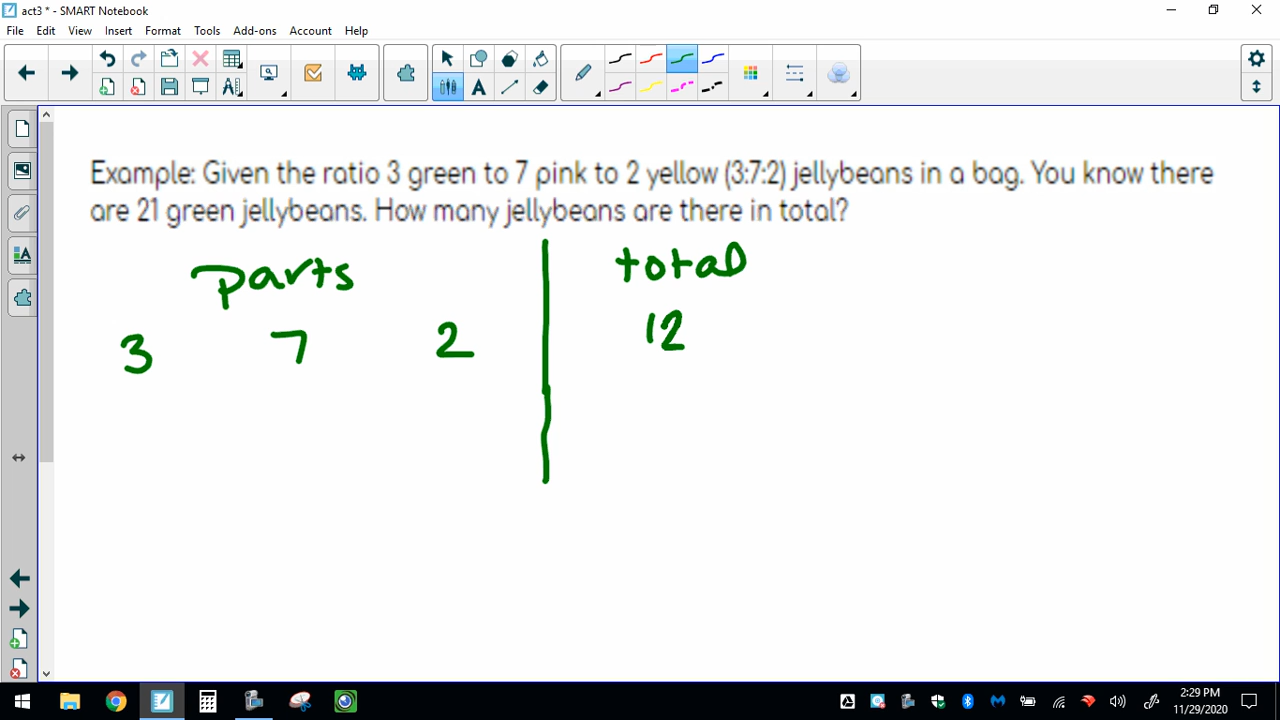 act3 * - SMART Notebook
File Edit View Insert Format Tools Add-ons Account Help
Example: Given the ratio 3 green to 7 pink to 2 yellow (3:7:2) jellybeans in a bag. You know there
are 21 green jellybeans. How many jellybeans are there in total?
parts total
3 7 2 12
2:29 PM
11/29/2020